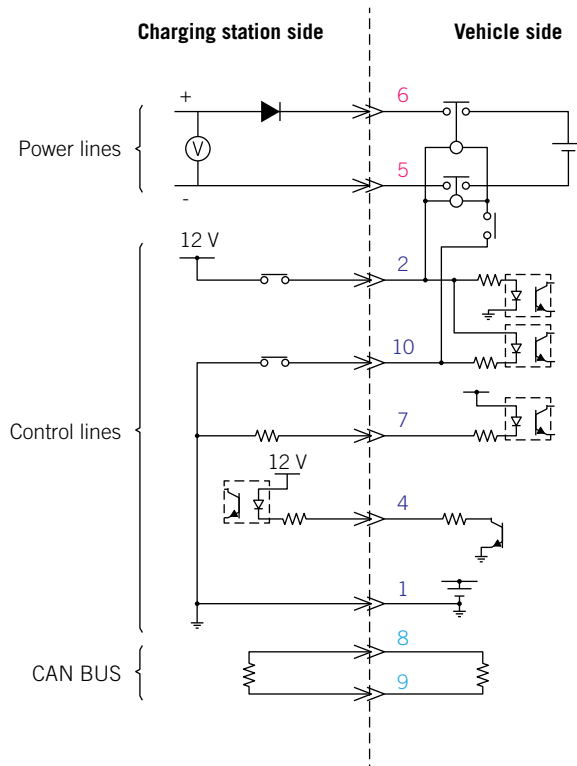 Charging station side
Vehicle side
+
6
Power lines
V
5
-
12 V
2
10
Control lines
7
12 V
4
1
8
CAN BUS
9